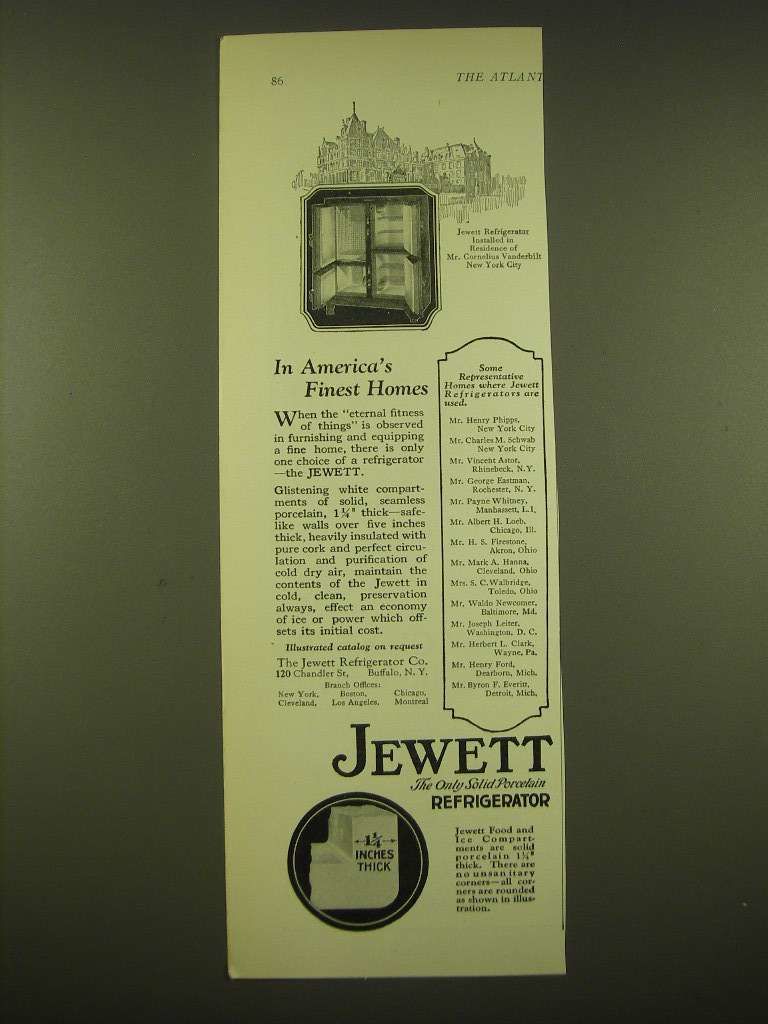 86
THE ATLANT
Jewett Refrigerator
Installed in
Residence of
Mr. Cornelius Vanderbilt
New York City
In America's
Finest Homes
When the "eternal fitness
of things" is observed
in furnishing and equipping
a fine home, there is only
one choice of a refrigerator
—the JEWETT.
Glistening white compart-
ments of solid, seamless
porcelain, 1¼" thick—safe-
like walls over five inches
thick, heavily insulated with
pure cork and perfect circu-
lation and purification of
cold dry air, maintain the
contents of the Jewett in
cold, clean, preservation
always, effect an economy
of ice or power which off-
sets its initial cost.
Illustrated catalog on request
The Jewett Refrigerator Co.
120 Chandler St, Buffalo, N. Y.
Branch Offices:
New York, Boston, Chicago,
Cleveland, Los Angeles, Montreal
Some
Representative
Homes where Jewett
Refrigerators are
used.
Mr. Henry Phipps,
New York City
Mr. Charles M. Schwab
New York City
Mr. Vincent Astor,
Rhinebeck, N.Y.
Mr. George Eastman,
Rochester, N. Y.
Mr. Payne Whitney,
Manhassett, L.I.
Mr. Albert H. Loeb,
Chicago, Ill.
Mr. H. S. Firestone,
Akron, Ohio
Mr. Mark A. Hanna,
Cleveland, Ohio
Mrs. S. C. Walbridge,
Toledo, Ohio
Mr. Waldo Newcomer,
Baltimore, Md.
Mr. Joseph Leiter,
Washington, D. C.
Mr. Herbert L. Clark,
Wayne, Pa.
Mr. Henry Ford,
Dearborn, Mich.
Mr. Byron F. Everitt,
Detroit, Mich.
JEWETT
The Only Solid Porcelain
REFRIGERATOR
1¼
INCHES
THICK
Jewett Food and
Ice Compart-
ments are solid
porcelain 1¼"
thick. There are
no unsanitary
corners—all cor-
ners are rounded
as shown in illus-
tration.